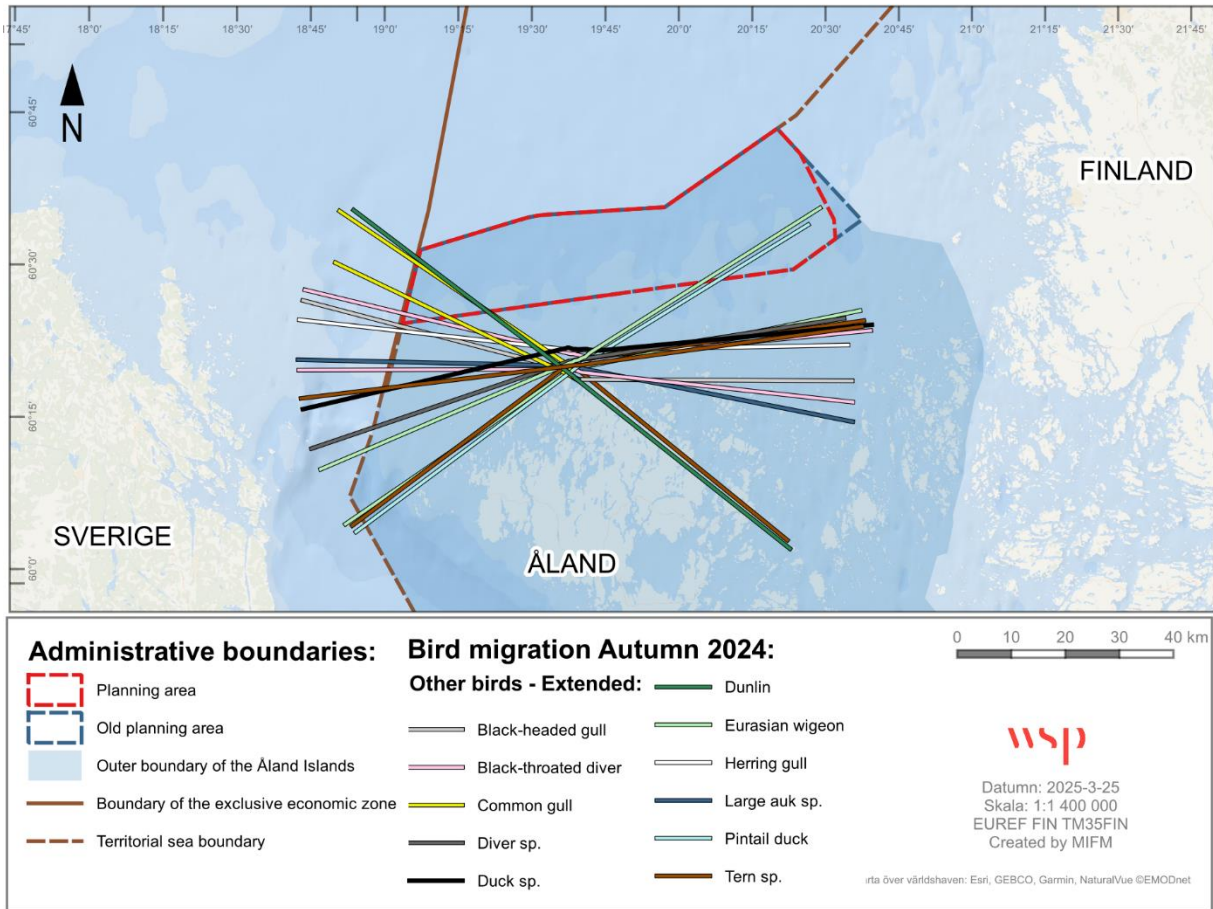 17°45' 18°0' 18°15' 18°30' 18°45' 19°0' 19°15' 19°30' 19°45' 20°0' 20°15' 20°30' 20°45' 21°0' 21°15' 21°30' 21°45'
60°45'
60°30'
60°15'
60°0'
N
FINLAND
SVERIGE
ÅLAND
Administrative boundaries:
Planning area
Old planning area
Outer boundary of the Åland Islands
Boundary of the exclusive economic zone
Territorial sea boundary
Bird migration Autumn 2024:
Other birds - Extended:
Black-headed gull
Black-throated diver
Common gull
Diver sp.
Duck sp.
Dunlin
Eurasian wigeon
Herring gull
Large auk sp.
Pintail duck
Tern sp.
0 10 20 30 40 km
wsp
Datumn: 2025-3-25
Skala: 1:1 400 000
EUREF FIN TM35FIN
Created by MIFM
rta över världshaven: Esri, GEBCO, Garmin, NaturalVue ©EMODnet